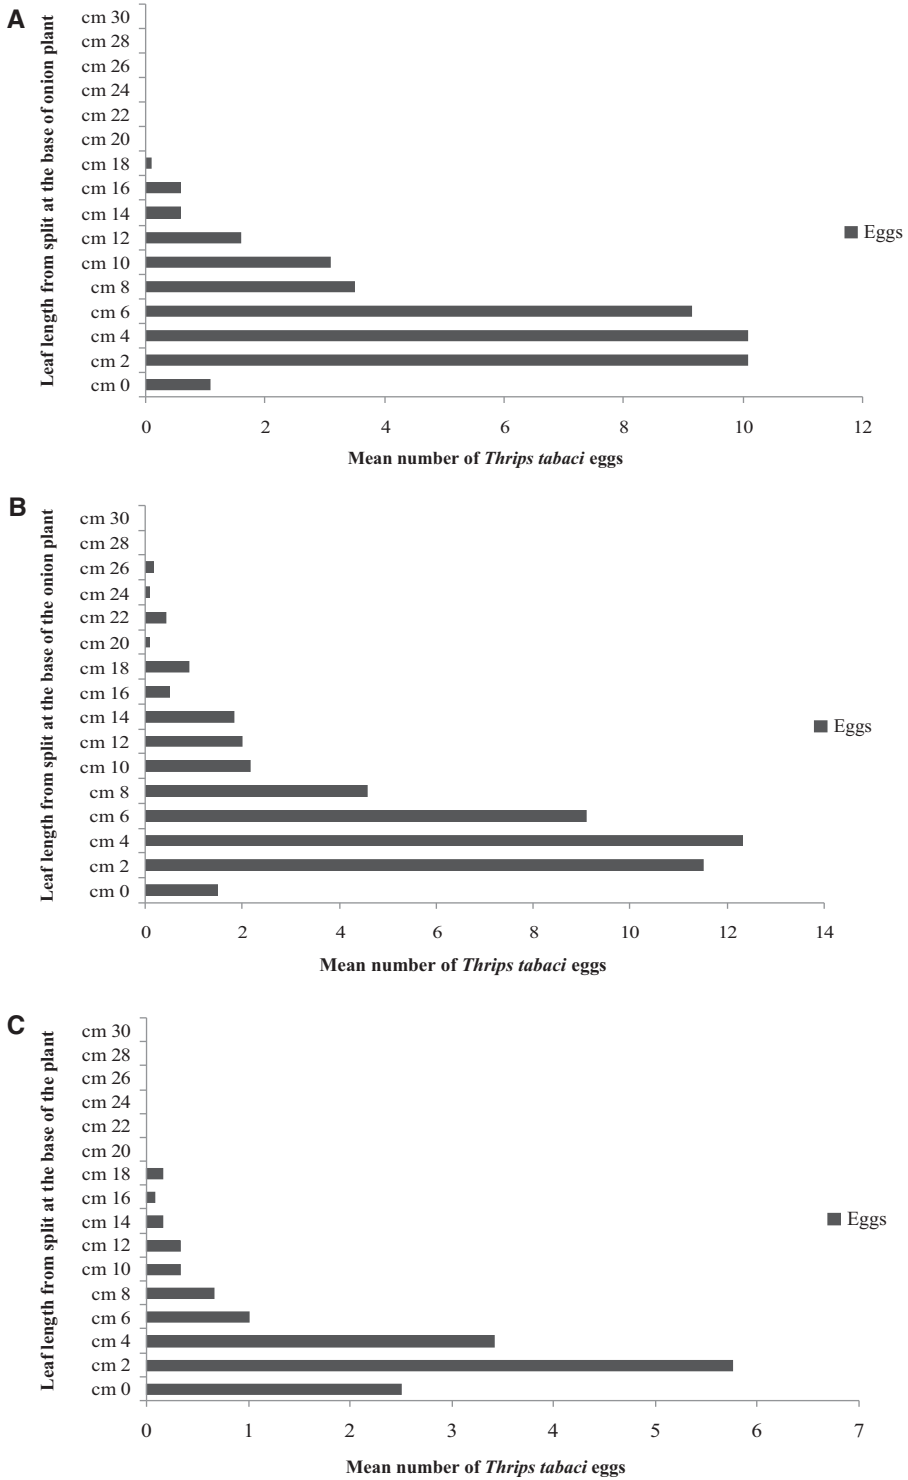 A
Leaf length from split at the base of onion plant
cm 30
cm 28
cm 26
cm 24
cm 22
cm 20
cm 18
cm 16
cm 14
cm 12
cm 10
cm 8
cm 6
cm 4
cm 2
cm 0
Eggs
0 2 4 6 8 10 12
Mean number of Thrips tabaci eggs
B
Leaf length from split at the base of the onion plant
cm 30
cm 28
cm 26
cm 24
cm 22
cm 20
cm 18
cm 16
cm 14
cm 12
cm 10
cm 8
cm 6
cm 4
cm 2
cm 0
Eggs
0 2 4 6 8 10 12 14
Mean number of Thrips tabaci eggs
C
Leaf length from split at the base of the plant
cm 30
cm 28
cm 26
cm 24
cm 22
cm 20
cm 18
cm 16
cm 14
cm 12
cm 10
cm 8
cm 6
cm 4
cm 2
cm 0
Eggs
0 1 2 3 4 5 6 7
Mean number of Thrips tabaci eggs